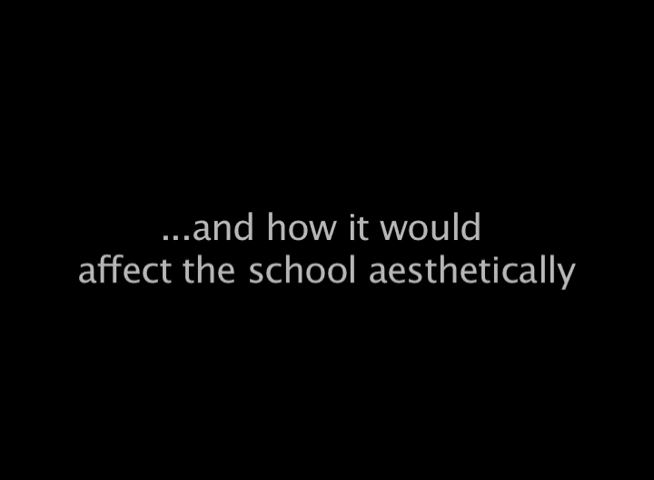 ...and how it would
affect the school aesthetically